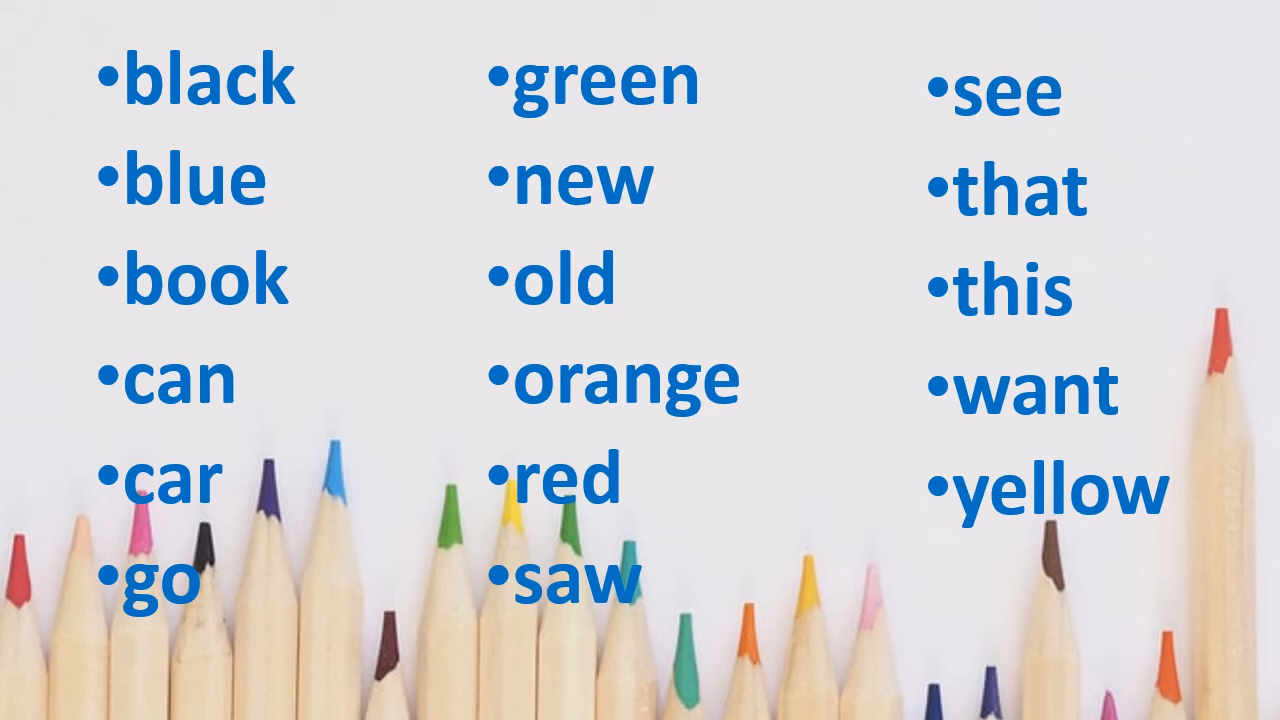 •black
•blue
•book
•can
•car
•go
•green
•new
•old
•orange
•red
•saw
•see
•that
•this
•want
•yellow